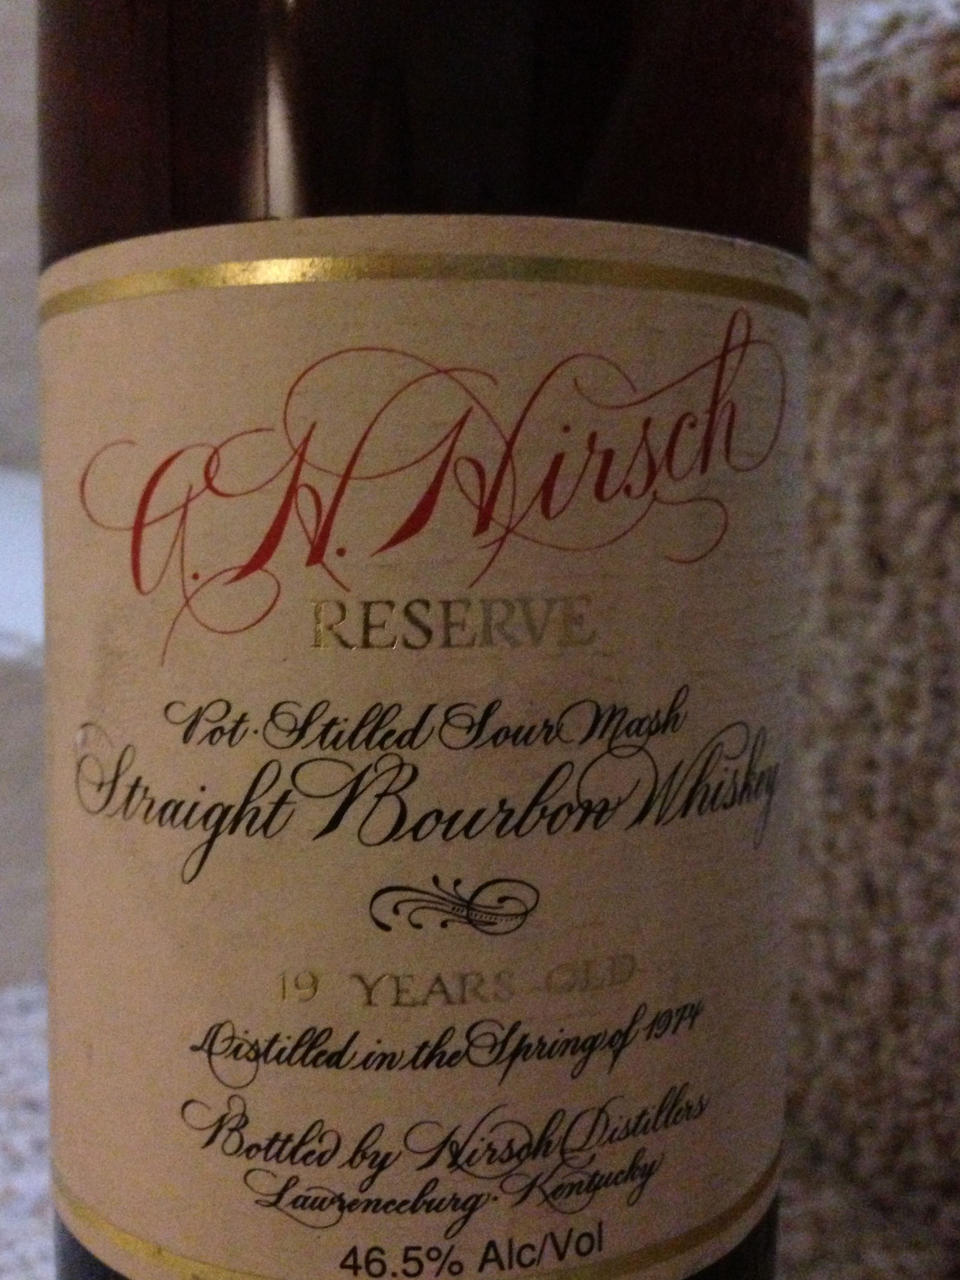 A. H. Hirsch
RESERVE
Pot-Stilled Sour Mash
Straight Bourbon Whiskey
19 YEARS OLD
Distilled in the Spring of 1974
Bottled by Hirsch Distillers
Lawrenceburg · Kentucky
46.5% Alc/Vol